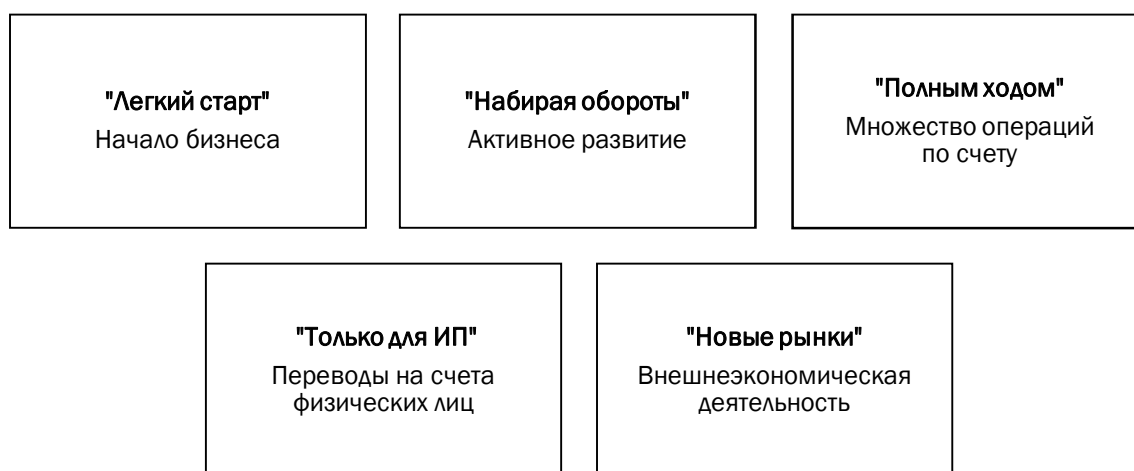 "Легкий старт"
Начало бизнеса
"Набирая обороты"
Активное развитие
"Полным ходом"
Множество операций
по счету
"Только для ИП"
Переводы на счета
физических лиц
"Новые рынки"
Внешнеэкономическая
деятельность